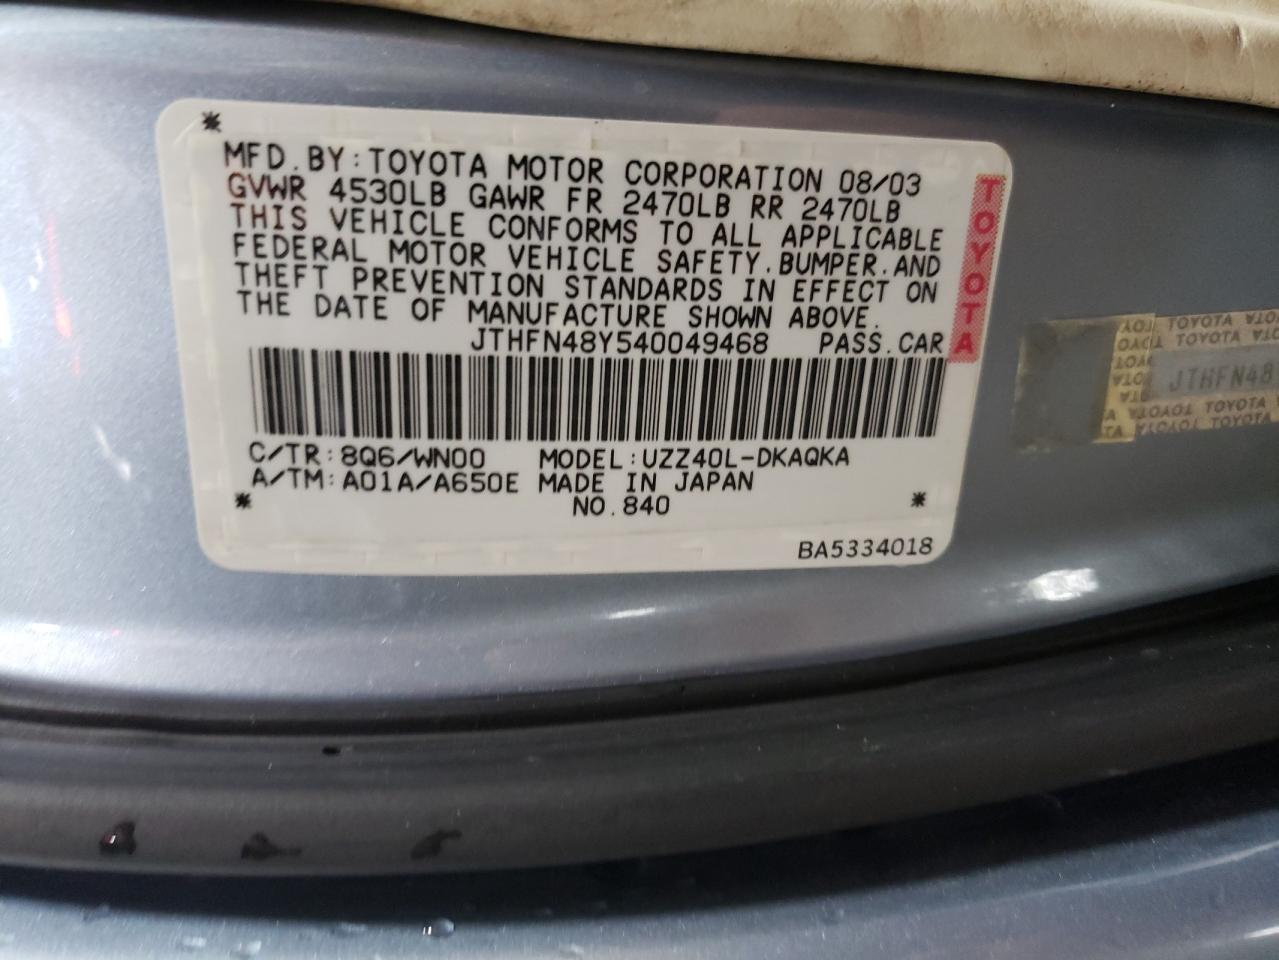 *
MFD.BY:TOYOTA MOTOR CORPORATION 08/03
GVWR 4530LB GAWR FR 2470LB RR 2470LB
THIS VEHICLE CONFORMS TO ALL APPLICABLE
FEDERAL MOTOR VEHICLE SAFETY.BUMPER.AND
THEFT PREVENTION STANDARDS IN EFFECT ON
THE DATE OF MANUFACTURE SHOWN ABOVE.
JTHFN48Y540049468 PASS.CAR
TOYOTA
C/TR:8Q6/WN00 MODEL:UZZ40L-DKAQKA
A/TM:A01A/A650E MADE IN JAPAN
* NO.840 *
BA5334018
TOYOTA TOYOTA
TOYOTA TOYOTA
JTHFN48
TOYOTA TOYOTA